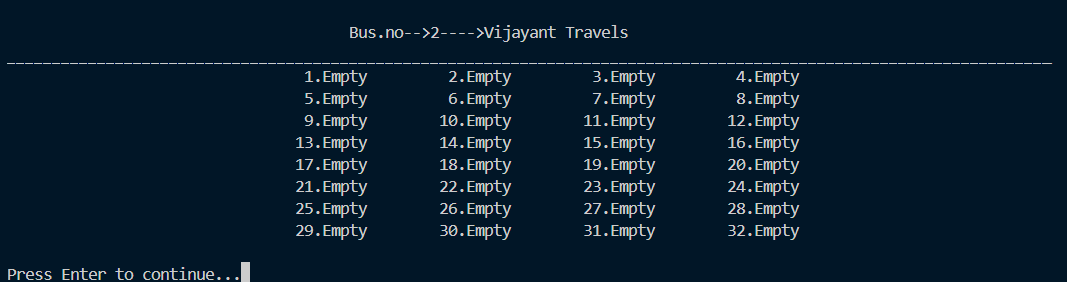 Bus.no-->2---->Vijayant Travels
1.Empty 2.Empty 3.Empty 4.Empty
5.Empty 6.Empty 7.Empty 8.Empty
9.Empty 10.Empty 11.Empty 12.Empty
13.Empty 14.Empty 15.Empty 16.Empty
17.Empty 18.Empty 19.Empty 20.Empty
21.Empty 22.Empty 23.Empty 24.Empty
25.Empty 26.Empty 27.Empty 28.Empty
29.Empty 30.Empty 31.Empty 32.Empty
Press Enter to continue...